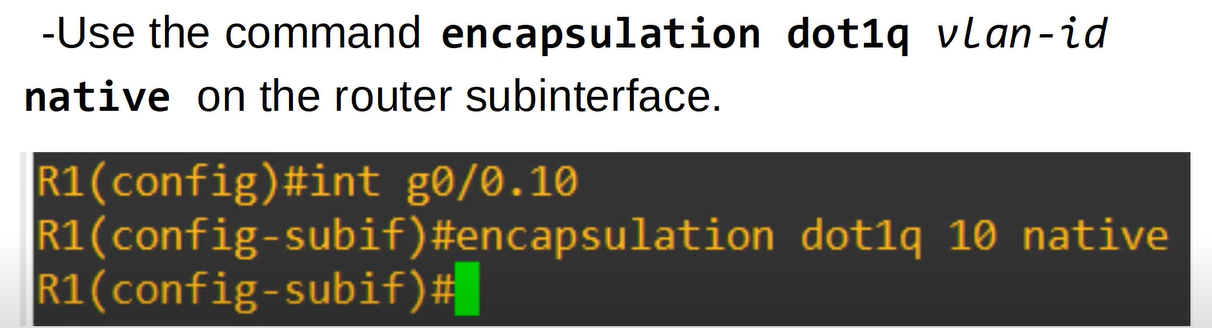 -Use the command encapsulation dot1q vlan-id
native on the router subinterface.
R1(config)#int g0/0.10
R1(config-subif)#encapsulation dot1q 10 native
R1(config-subif)#